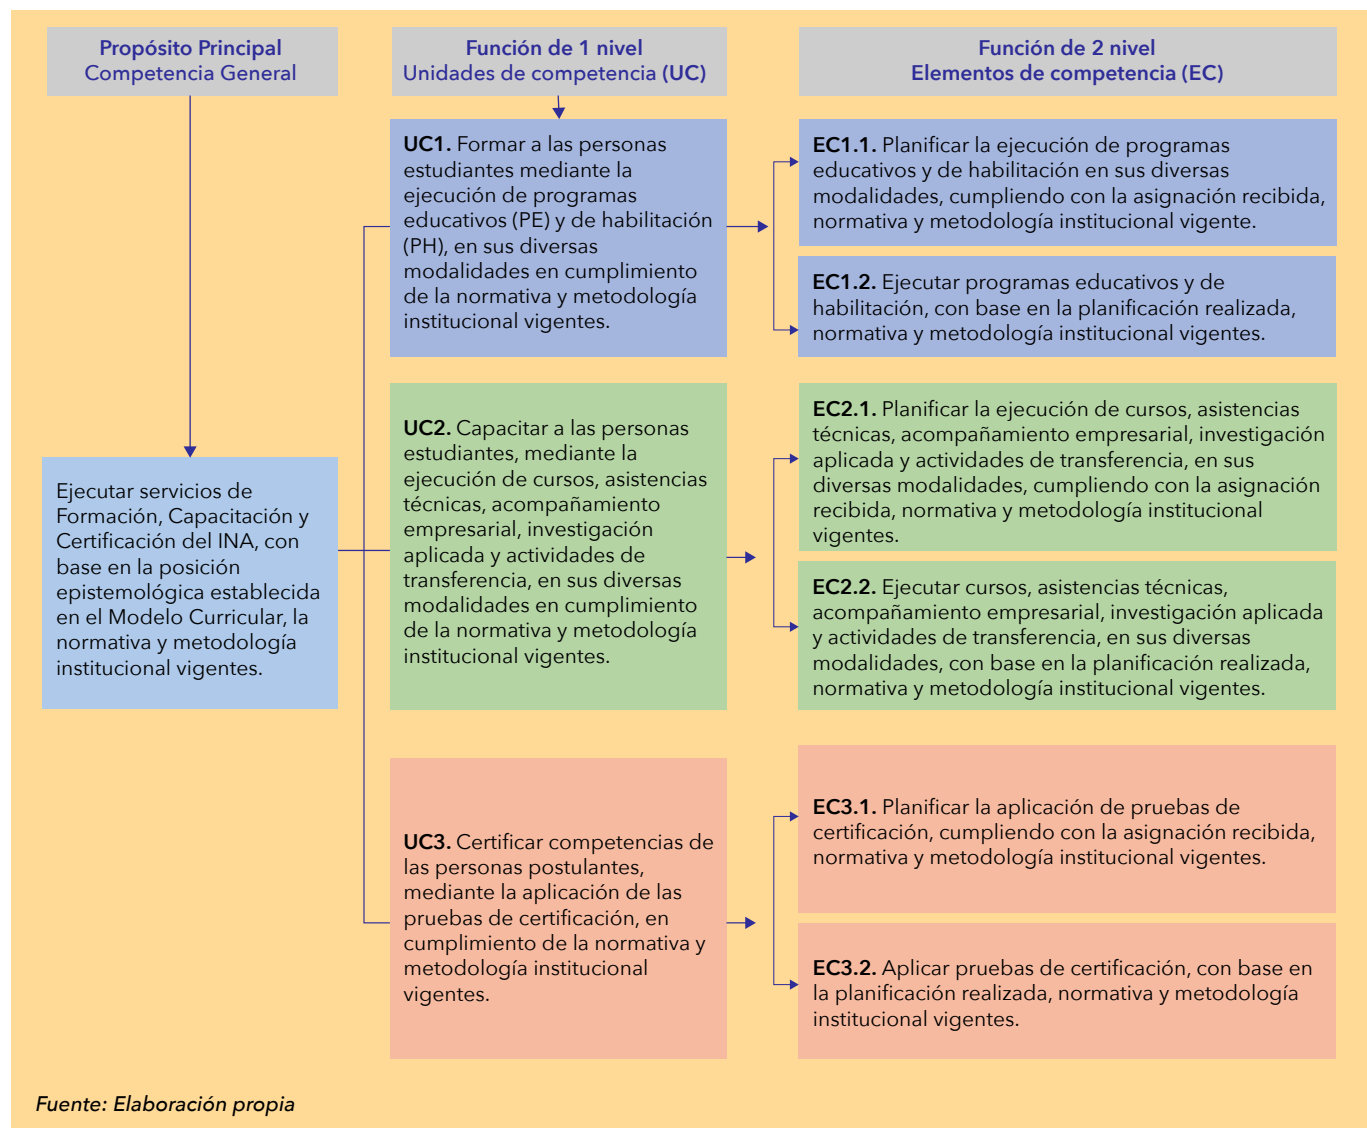 Propósito Principal
Competencia General
Función de 1 nivel
Unidades de competencia (UC)
Función de 2 nivel
Elementos de competencia (EC)
Ejecutar servicios de
Formación, Capacitación y
Certificación del INA, con
base en la posición
epistemológica establecida
en el Modelo Curricular, la
normativa y metodología
institucional vigentes.
UC1. Formar a las personas
estudiantes mediante la
ejecución de programas
educativos (PE) y de habilitación
(PH), en sus diversas
modalidades en cumplimiento
de la normativa y metodología
institucional vigentes.
EC1.1. Planificar la ejecución de programas
educativos y de habilitación en sus diversas
modalidades, cumpliendo con la asignación recibida,
normativa y metodología institucional vigente.
EC1.2. Ejecutar programas educativos y de
habilitación, con base en la planificación realizada,
normativa y metodología institucional vigentes.
UC2. Capacitar a las personas
estudiantes, mediante la
ejecución de cursos, asistencias
técnicas, acompañamiento
empresarial, investigación
aplicada y actividades de
transferencia, en sus diversas
modalidades en cumplimiento
de la normativa y metodología
institucional vigentes.
EC2.1. Planificar la ejecución de cursos, asistencias
técnicas, acompañamiento empresarial, investigación
aplicada y actividades de transferencia, en sus
diversas modalidades, cumpliendo con la asignación
recibida, normativa y metodología institucional
vigentes.
EC2.2. Ejecutar cursos, asistencias técnicas,
acompañamiento empresarial, investigación aplicada
y actividades de transferencia, en sus diversas
modalidades, con base en la planificación realizada,
normativa y metodología institucional vigentes.
UC3. Certificar competencias de
las personas postulantes,
mediante la aplicación de las
pruebas de certificación, en
cumplimiento de la normativa y
metodología institucional
vigentes.
EC3.1. Planificar la aplicación de pruebas de
certificación, cumpliendo con la asignación recibida,
normativa y metodología institucional vigentes.
EC3.2. Aplicar pruebas de certificación, con base en
la planificación realizada, normativa y metodología
institucional vigentes.
Fuente: Elaboración propia